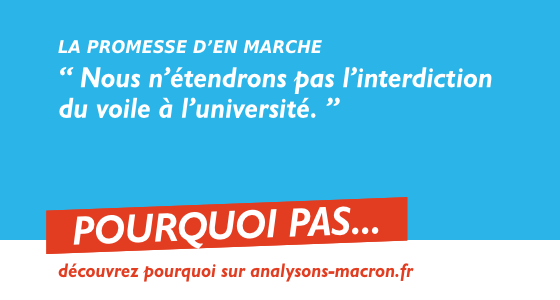 LA PROMESSE D’EN MARCHE
“ Nous n’étendrons pas l’interdiction
du voile à l’université. ”
POURQUOI PAS...
découvrez pourquoi sur analysons-macron.fr